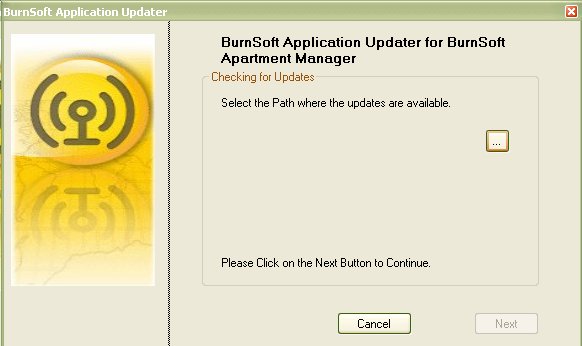 BurnSoft Application Updater
BurnSoft Application Updater for BurnSoft
Apartment Manager
Checking for Updates
Select the Path where the updates are available.
...
Please Click on the Next Button to Continue.
Cancel
Next